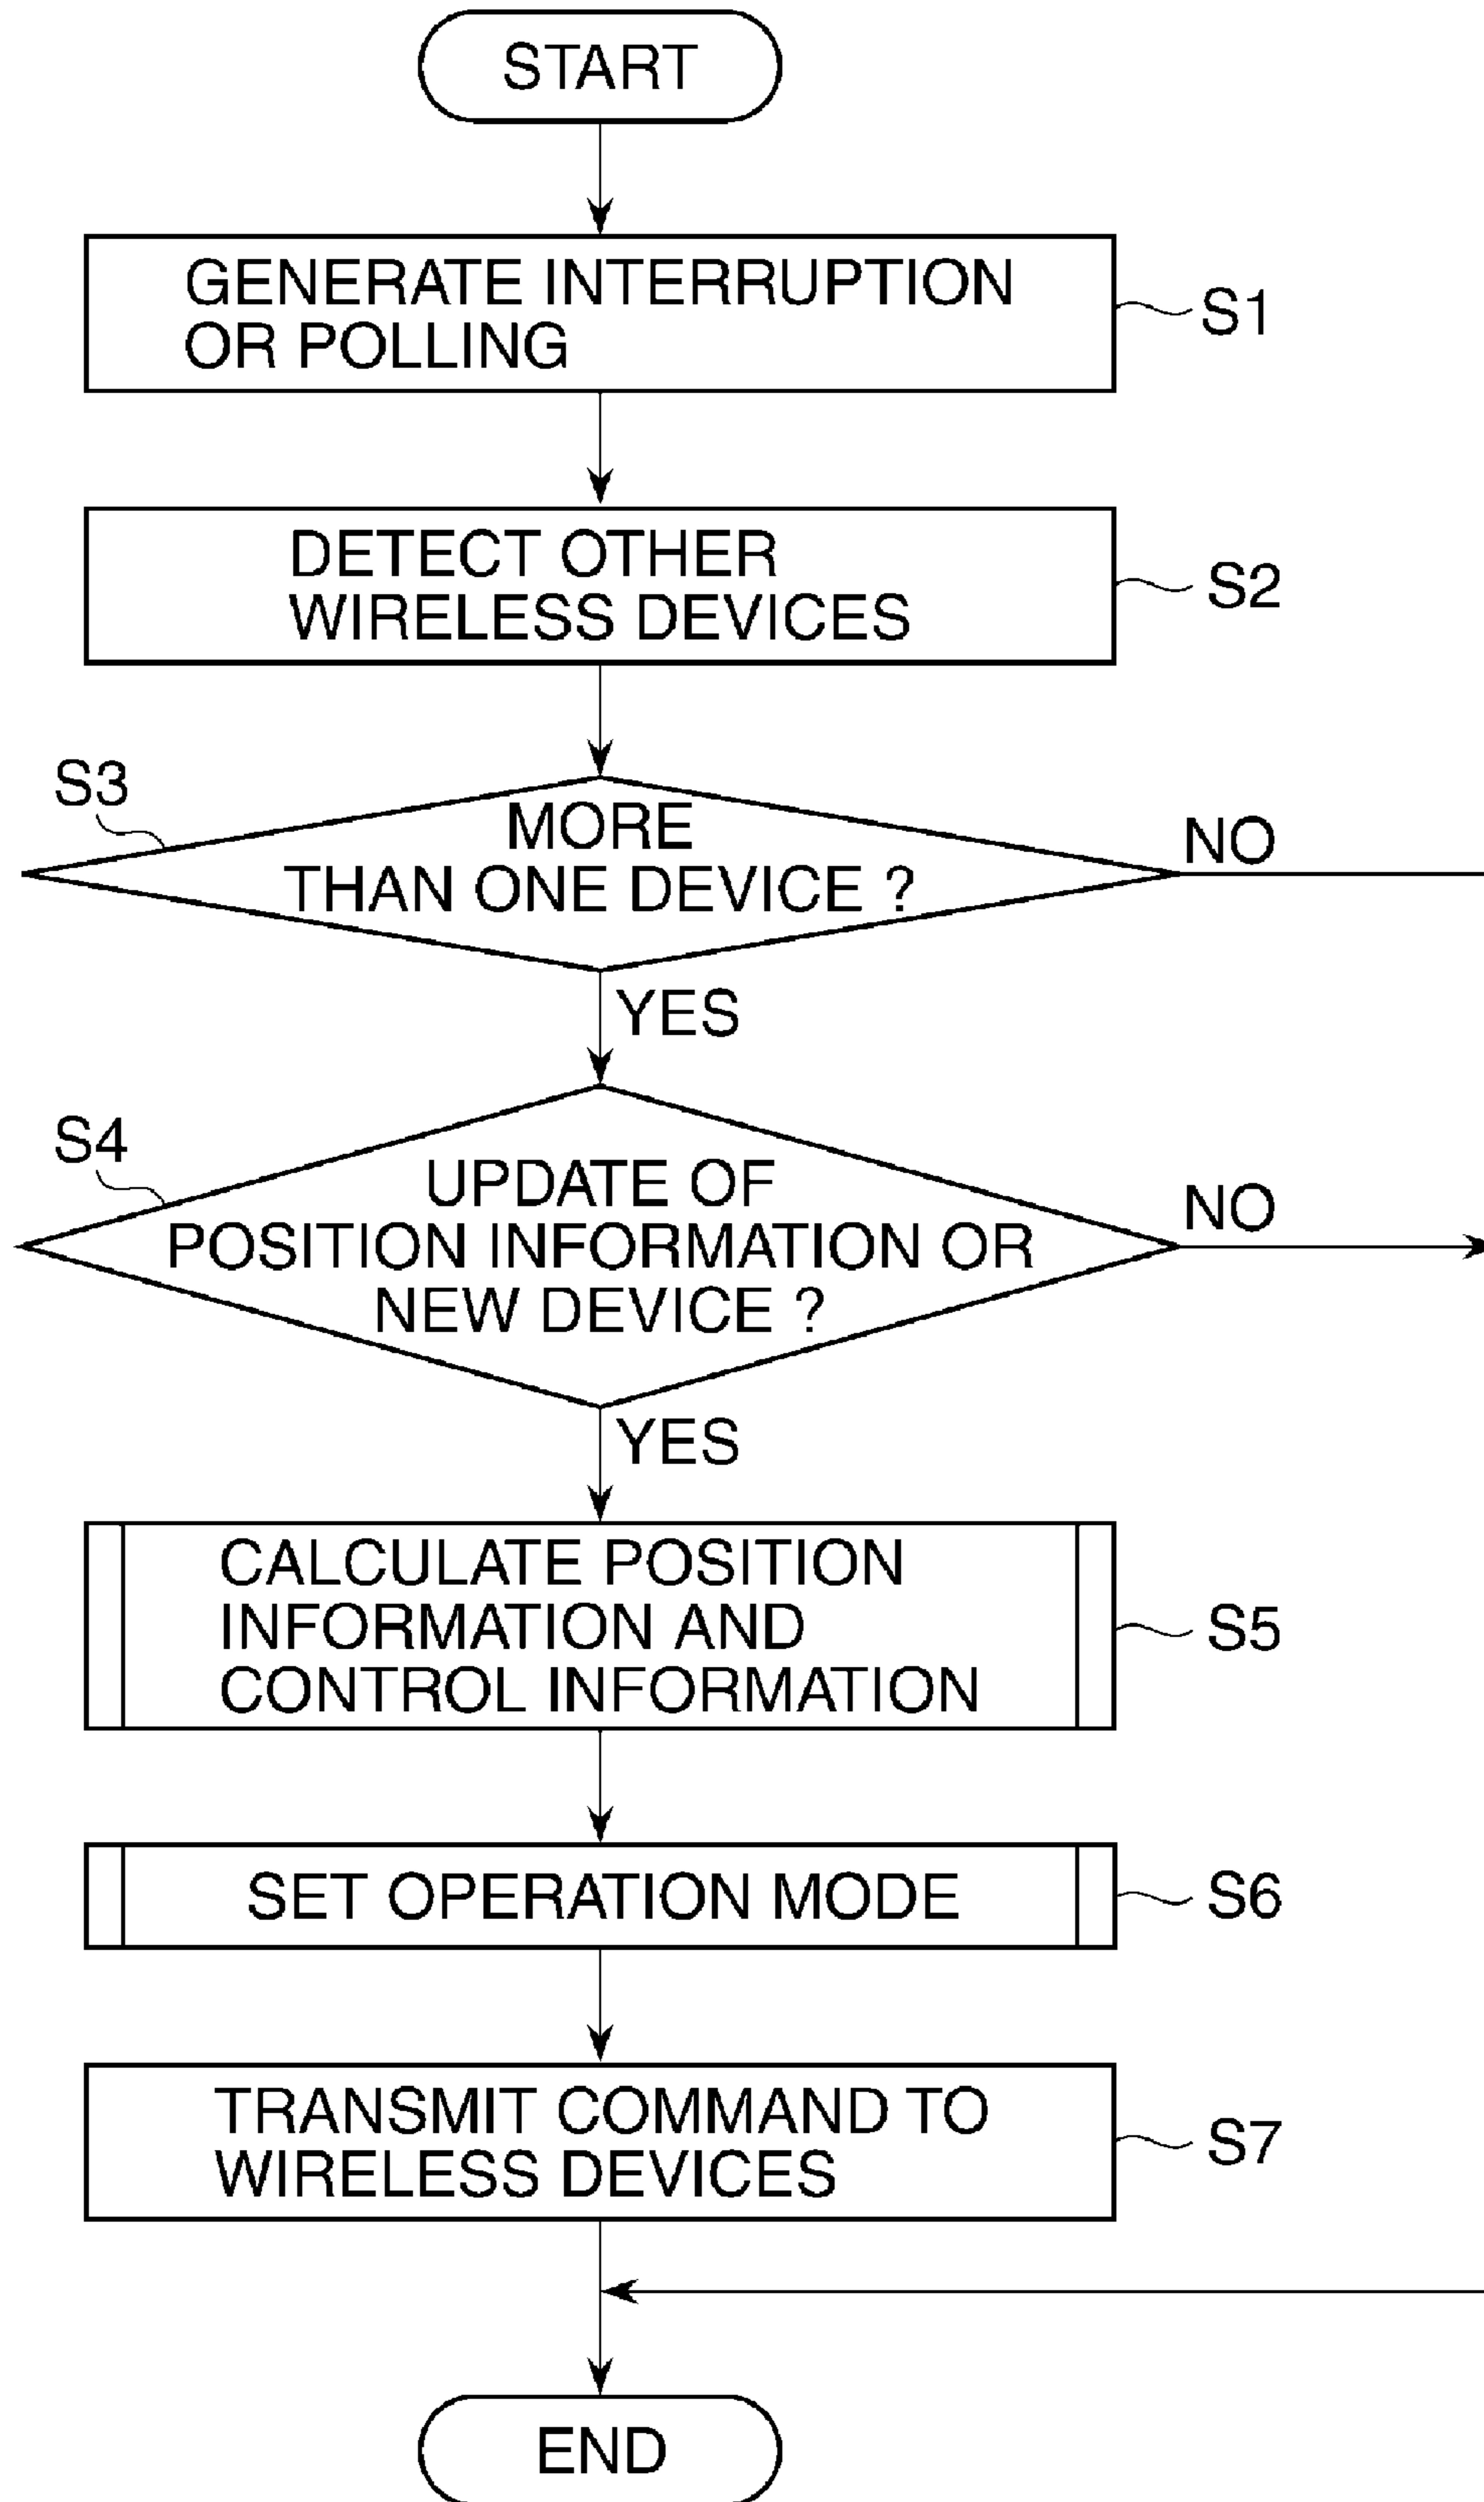 START
GENERATE INTERRUPTION
OR POLLING
S1
DETECT OTHER
WIRELESS DEVICES
S2
S3
MORE
THAN ONE DEVICE ?
NO
YES
S4
UPDATE OF
POSITION INFORMATION OR
NEW DEVICE ?
NO
YES
CALCULATE POSITION
INFORMATION AND
CONTROL INFORMATION
S5
SET OPERATION MODE
S6
TRANSMIT COMMAND TO
WIRELESS DEVICES
S7
END